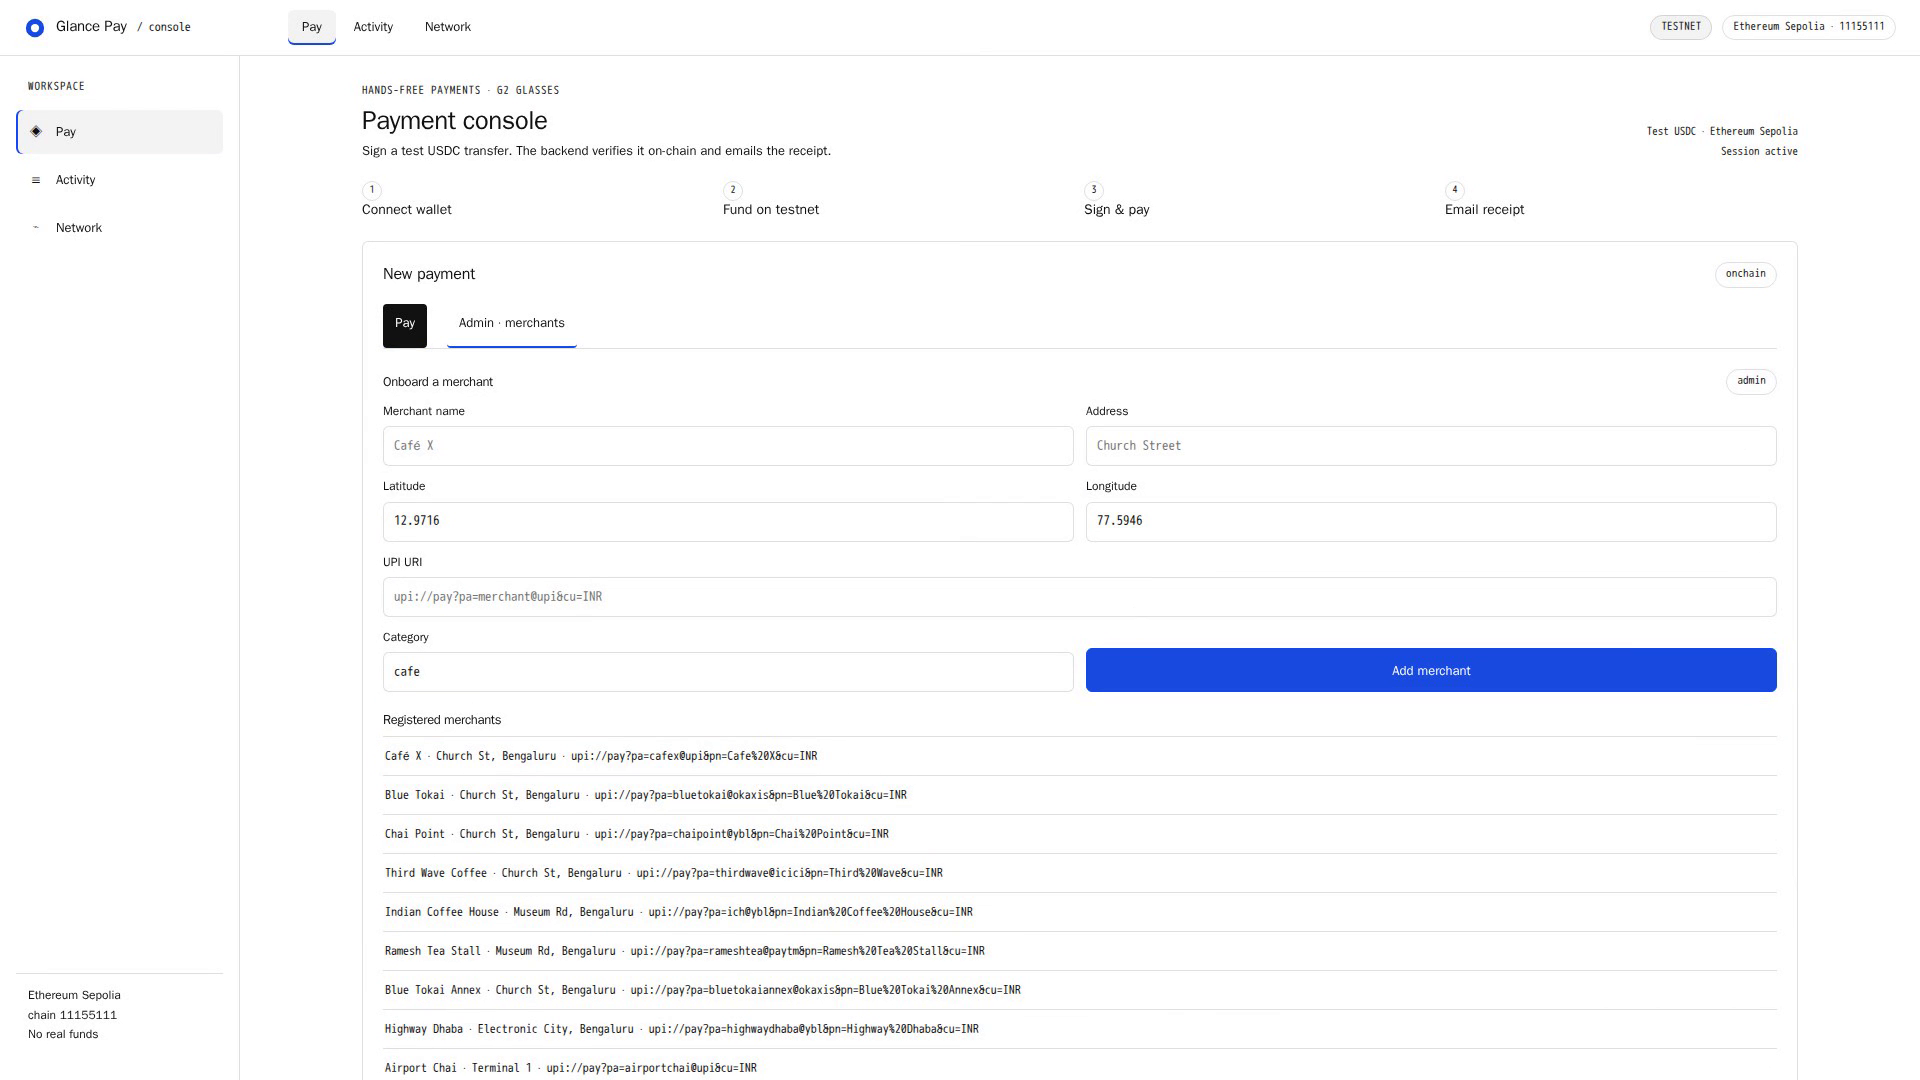 Glance Pay / console
Pay
Activity
Network
TESTNET
Ethereum Sepolia · 11155111
WORKSPACE
Pay
Activity
Network
Ethereum Sepolia
chain 11155111
No real funds
HANDS-FREE PAYMENTS · G2 GLASSES
Payment console
Sign a test USDC transfer. The backend verifies it on-chain and emails the receipt.
Test USDC · Ethereum Sepolia
Session active
1
Connect wallet
2
Fund on testnet
3
Sign & pay
4
Email receipt
New payment
onchain
Pay
Admin · merchants
Onboard a merchant
admin
Merchant name
Café X
Address
Church Street
Latitude
12.9716
Longitude
77.5946
UPI URI
upi://pay?pa=merchant@upi&cu=INR
Category
cafe
Add merchant
Registered merchants
Café X · Church St, Bengaluru · upi://pay?pa=cafex@upi&pn=Cafe%20X&cu=INR
Blue Tokai · Church St, Bengaluru · upi://pay?pa=bluetokai@okaxis&pn=Blue%20Tokai&cu=INR
Chai Point · Church St, Bengaluru · upi://pay?pa=chaipoint@ybl&pn=Chai%20Point&cu=INR
Third Wave Coffee · Church St, Bengaluru · upi://pay?pa=thirdwave@icici&pn=Third%20Wave&cu=INR
Indian Coffee House · Museum Rd, Bengaluru · upi://pay?pa=ich@ybl&pn=Indian%20Coffee%20House&cu=INR
Ramesh Tea Stall · Museum Rd, Bengaluru · upi://pay?pa=rameshtea@paytm&pn=Ramesh%20Tea%20Stall&cu=INR
Blue Tokai Annex · Church St, Bengaluru · upi://pay?pa=bluetokaiannex@okaxis&pn=Blue%20Tokai%20Annex&cu=INR
Highway Dhaba · Electronic City, Bengaluru · upi://pay?pa=highwaydhaba@ybl&pn=Highway%20Dhaba&cu=INR
Airport Chai · Terminal 1 · upi://pay?pa=airportchai@upi&cu=INR